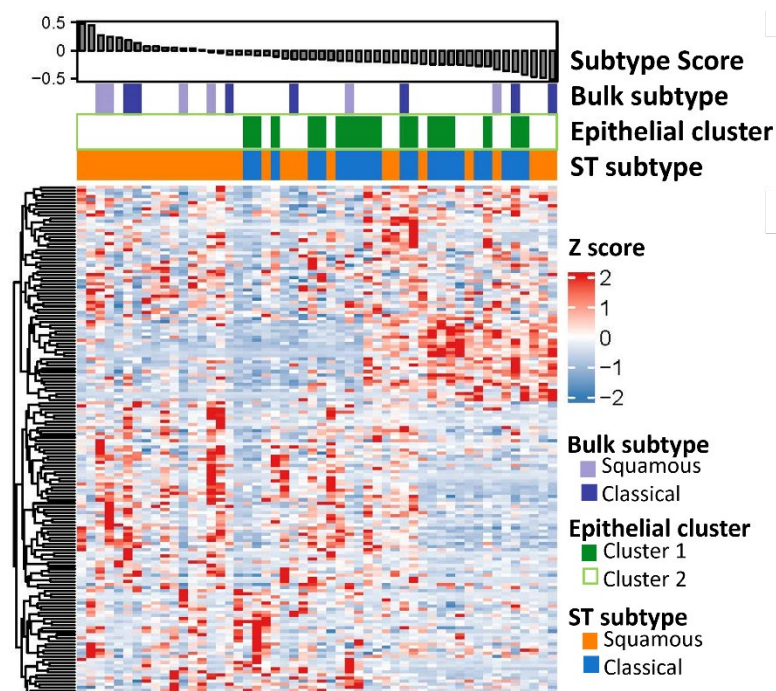 0.5
0
−0.5
Subtype Score
Bulk subtype
Epithelial cluster
ST subtype
Z score
2
1
0
−1
−2
Bulk subtype
Squamous
Classical
Epithelial cluster
Cluster 1
Cluster 2
ST subtype
Squamous
Classical